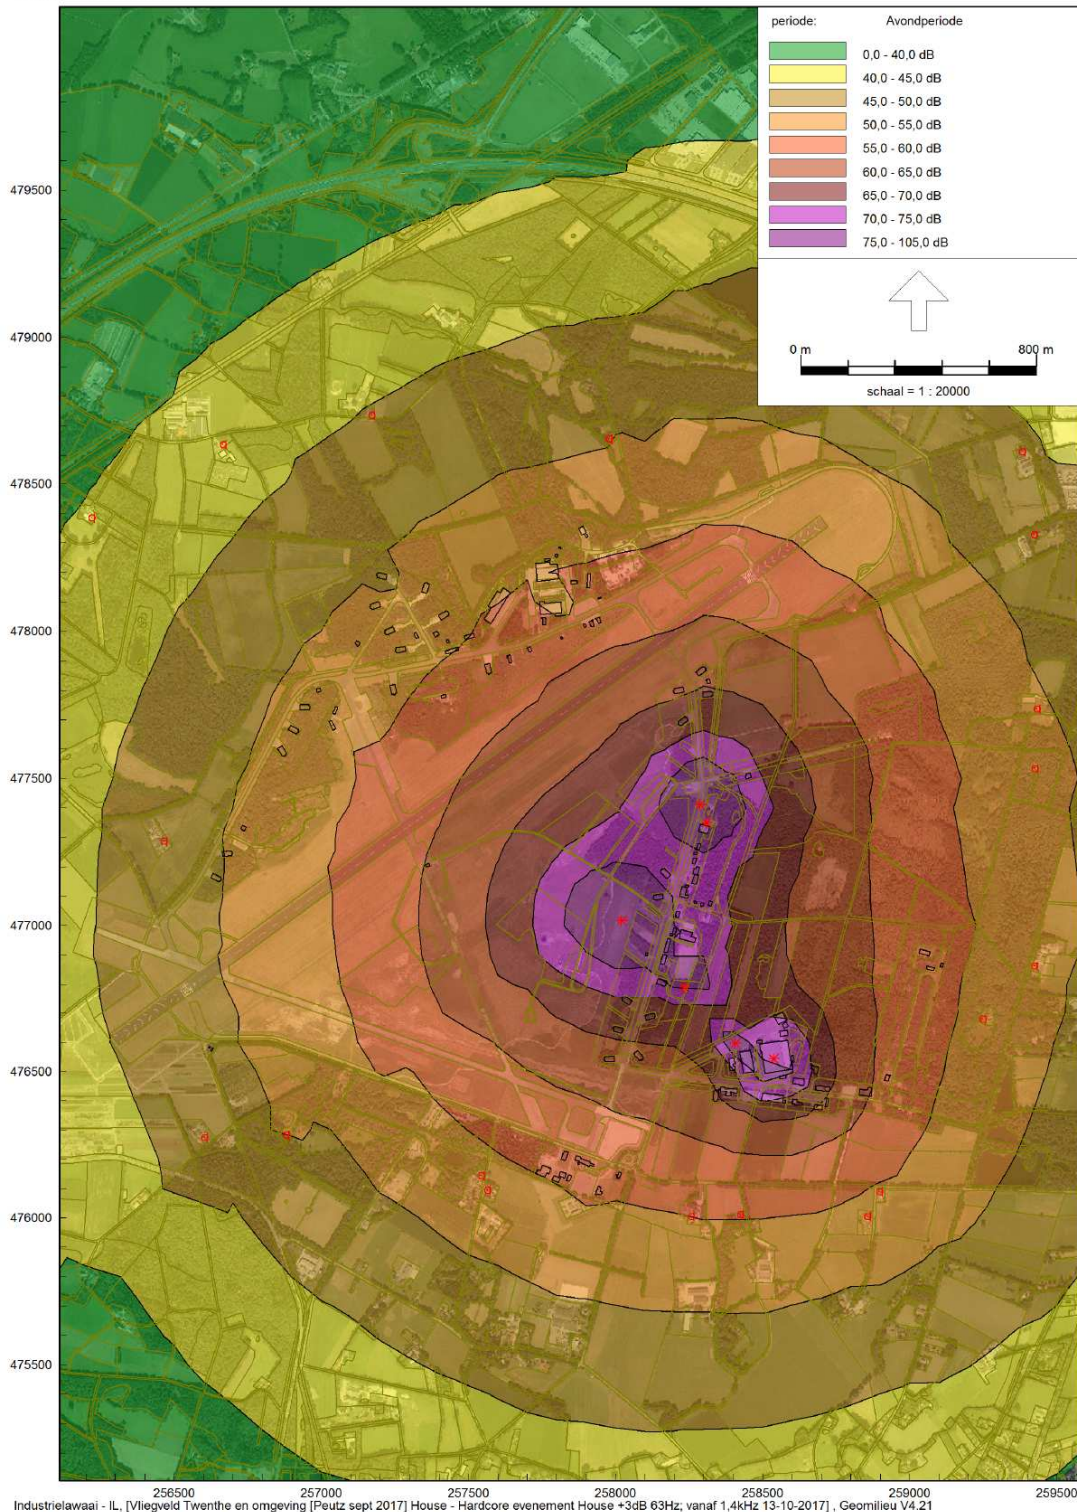 periode: Avondperiode
0,0 - 40,0 dB
40,0 - 45,0 dB
45,0 - 50,0 dB
50,0 - 55,0 dB
55,0 - 60,0 dB
60,0 - 65,0 dB
65,0 - 70,0 dB
70,0 - 75,0 dB
75,0 - 105,0 dB
0 m 800 m
schaal = 1 : 20000
479500
479000
478500
478000
477500
477000
476500
476000
475500
256500 257000 257500 258000 258500 259000 259500
Industrielawaai - IL, [Vliegveld Twenthe en omgeving [Peutz sept 2017] House - Hardcore evenement House +3dB 63Hz; vanaf 1,4kHz 13-10-2017] , Geomilieu V4.21